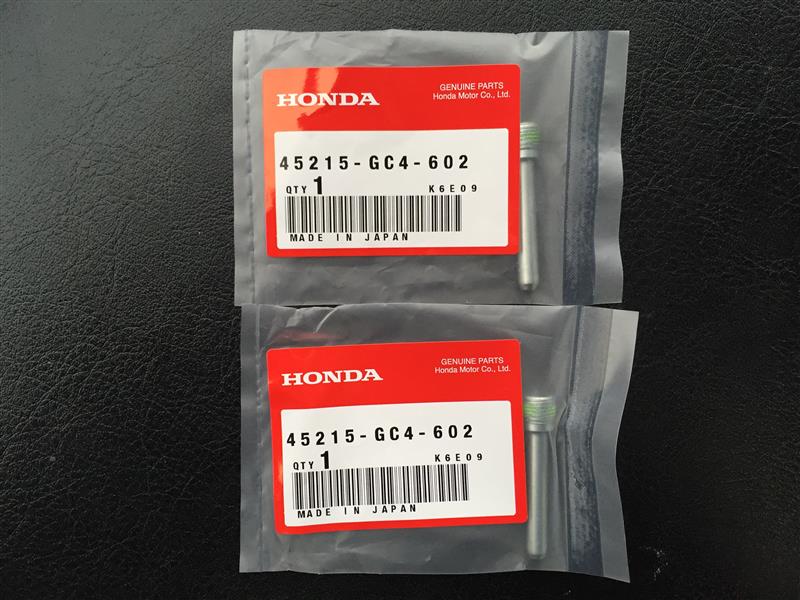 HONDA
GENUINE PARTS
Honda Motor Co., Ltd.
45215-GC4-602
QTY 1 K6E09
MADE IN JAPAN
HONDA
GENUINE PARTS
Honda Motor Co., Ltd.
45215-GC4-602
QTY 1 K6E09
MADE IN JAPAN